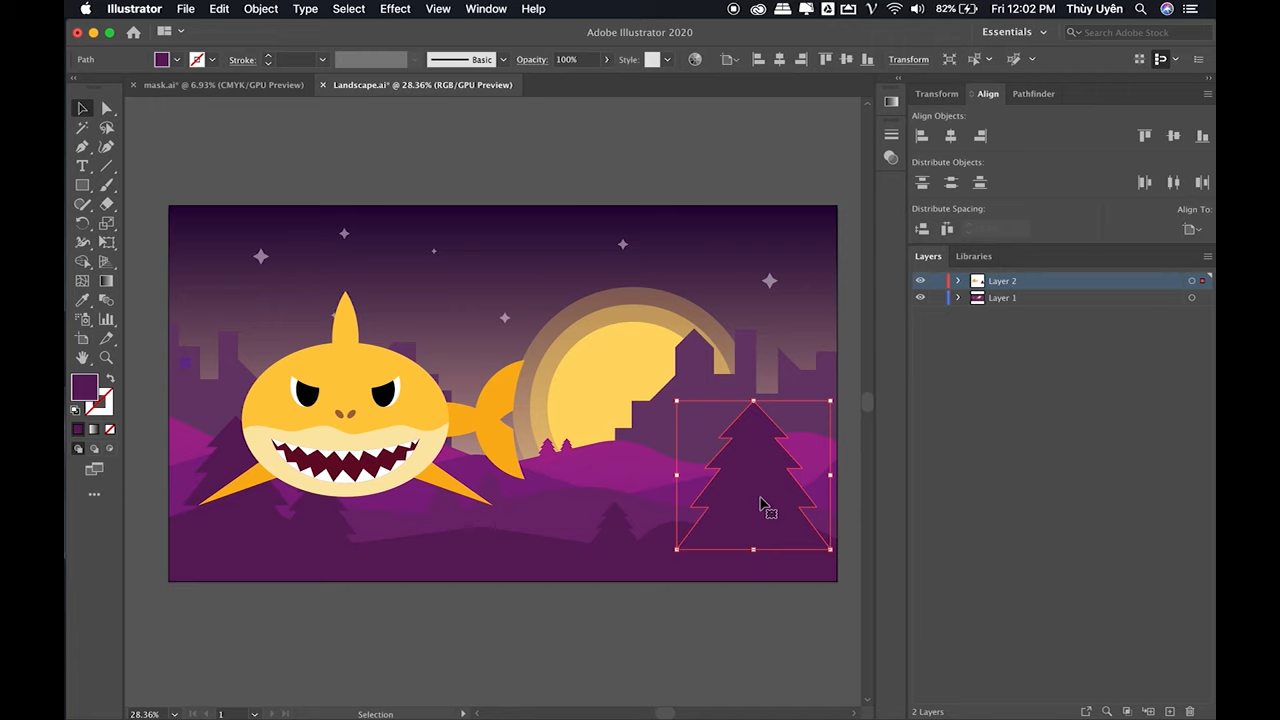 Illustrator File Edit Object Type Select Effect View Window Help 82% Fri 12:02 PM Thùy Uyên
Adobe Illustrator 2020 Essentials Search Adobe Stock
Path Stroke: Basic Opacity: 100% Style: Transform
mask.ai* @ 6.93% (CMYK/GPU Preview) Landscape.ai* @ 28.36% (RGB/GPU Preview)
Transform Align Pathfinder
Align Objects:
Distribute Objects:
Distribute Spacing: Align To:
Layers Libraries
Layer 2
Layer 1
2 Layers
28.36% 1 Selection